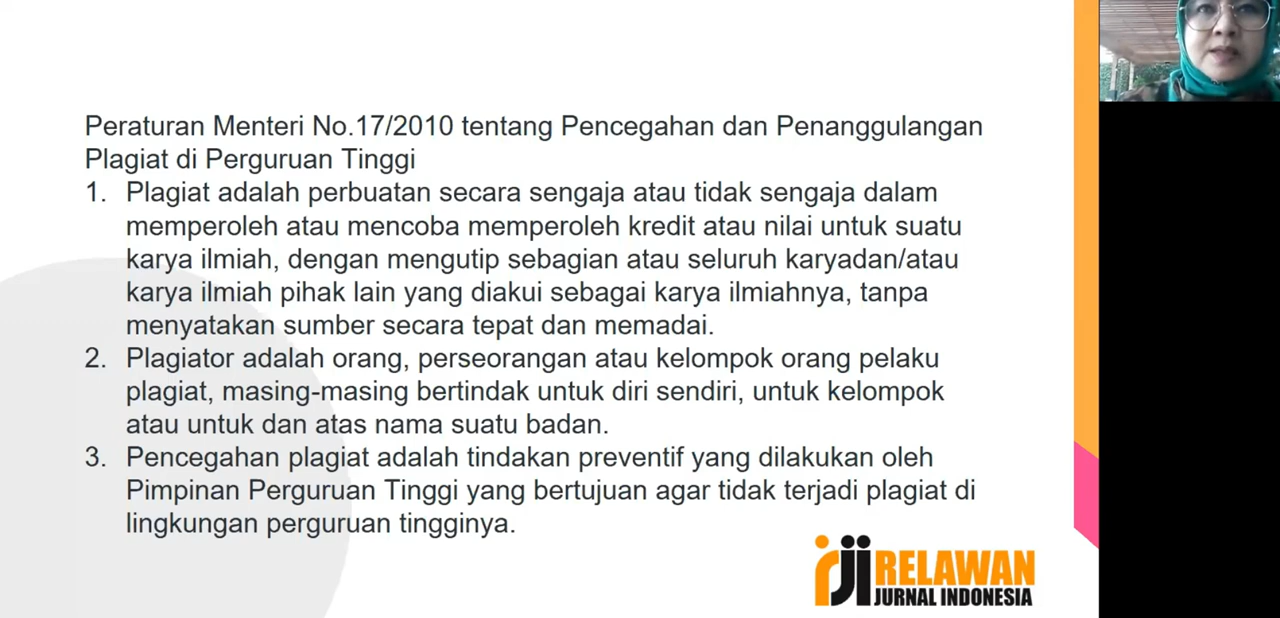 Peraturan Menteri No.17/2010 tentang Pencegahan dan Penanggulangan
Plagiat di Perguruan Tinggi
1. Plagiat adalah perbuatan secara sengaja atau tidak sengaja dalam
memperoleh atau mencoba memperoleh kredit atau nilai untuk suatu
karya ilmiah, dengan mengutip sebagian atau seluruh karyadan/atau
karya ilmiah pihak lain yang diakui sebagai karya ilmiahnya, tanpa
menyatakan sumber secara tepat dan memadai.
2. Plagiator adalah orang, perseorangan atau kelompok orang pelaku
plagiat, masing-masing bertindak untuk diri sendiri, untuk kelompok
atau untuk dan atas nama suatu badan.
3. Pencegahan plagiat adalah tindakan preventif yang dilakukan oleh
Pimpinan Perguruan Tinggi yang bertujuan agar tidak terjadi plagiat di
lingkungan perguruan tingginya.
rji RELAWAN
JURNAL INDONESIA